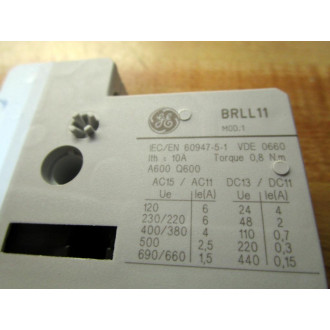 GE BRLL11
MOD.1
IEC/EN 60947-5-1 VDE 0660
Ith = 10A Torque 0,8 Nm
A600 Q600
AC15 / AC11 DC13 / DC11
Ue Ie(A) Ue Ie(A)
120 6 24 4
230/220 6 48 2
400/380 4 110 0,7
500 2,5 220 0,3
690/660 1,5 440 0,15